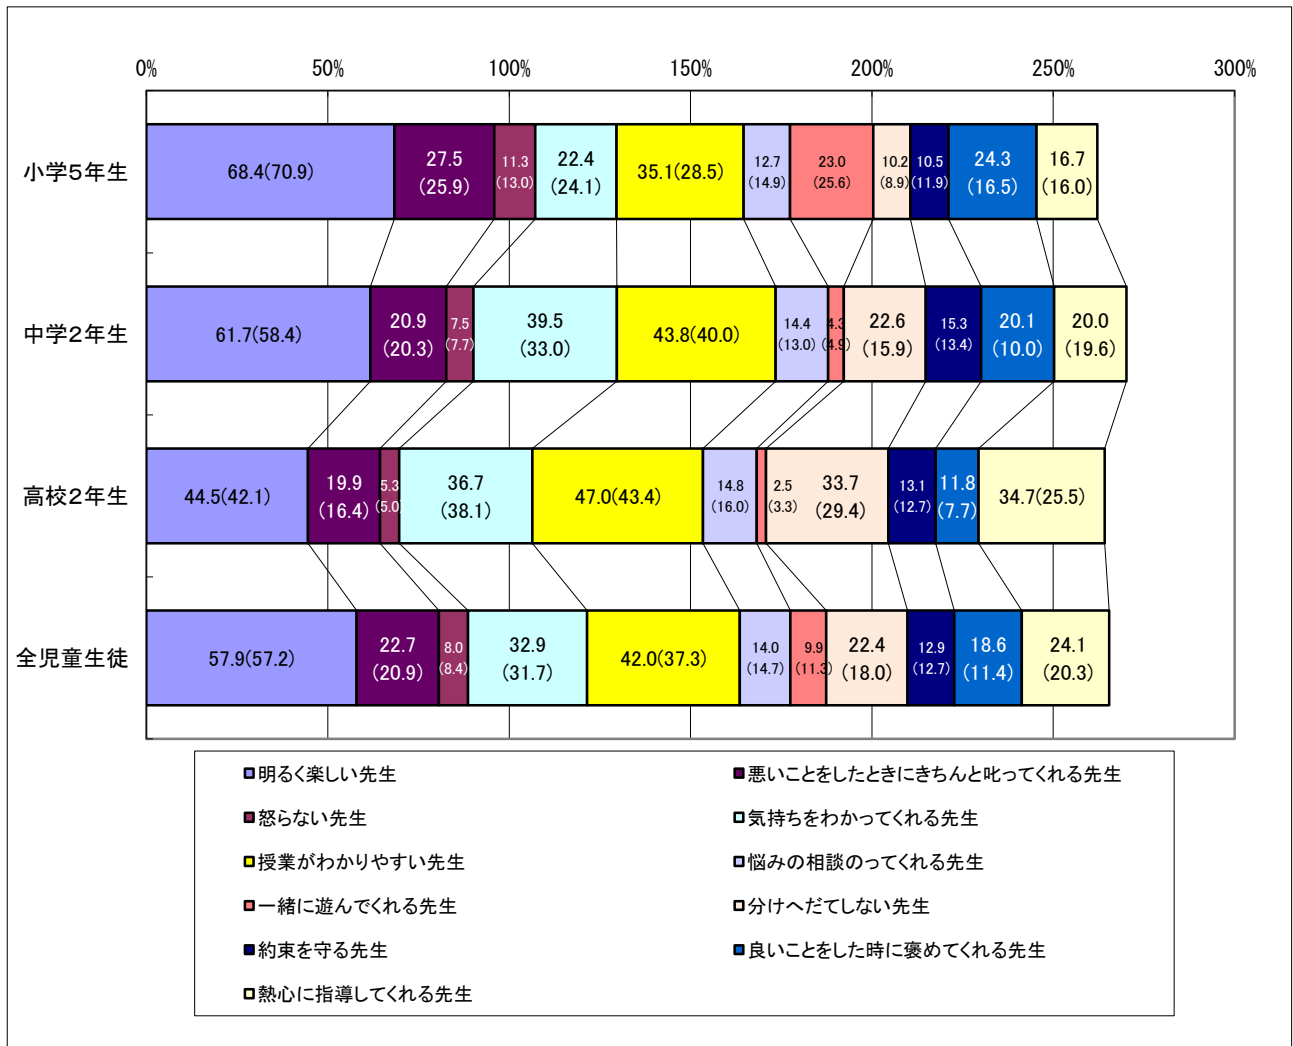 0% 50% 100% 150% 200% 250% 300%
小学5年生
68.4(70.9) 27.5 11.3 22.4 35.1(28.5) 12.7 23.0 10.2 10.5 24.3 16.7
(25.9) (13.0) (24.1) (14.9) (25.6) (8.9) (11.9) (16.5) (16.0)
中学2年生
61.7(58.4) 20.9 7.5 39.5 43.8(40.0) 14.4 4.3 22.6 15.3 20.1 20.0
(20.3) (7.7) (33.0) (13.0) (4.9) (15.9) (13.4) (10.0) (19.6)
高校2年生
44.5(42.1) 19.9 5.3 36.7 47.0(43.4) 14.8 2.5 33.7 13.1 11.8 34.7(25.5)
(16.4) (5.0) (38.1) (16.0) (3.3) (29.4) (12.7) (7.7)
全児童生徒
57.9(57.2) 22.7 8.0 32.9 42.0(37.3) 14.0 9.9 22.4 12.9 18.6 24.1
(20.9) (8.4) (31.7) (14.7) (11.3) (18.0) (12.7) (11.4) (20.3)
明るく楽しい先生 悪いことをしたときにきちんと叱ってくれる先生
怒らない先生 気持ちをわかってくれる先生
授業がわかりやすい先生 悩みの相談のってくれる先生
一緒に遊んでくれる先生 分けへだてしない先生
約束を守る先生 良いことをした時に褒めてくれる先生
熱心に指導してくれる先生